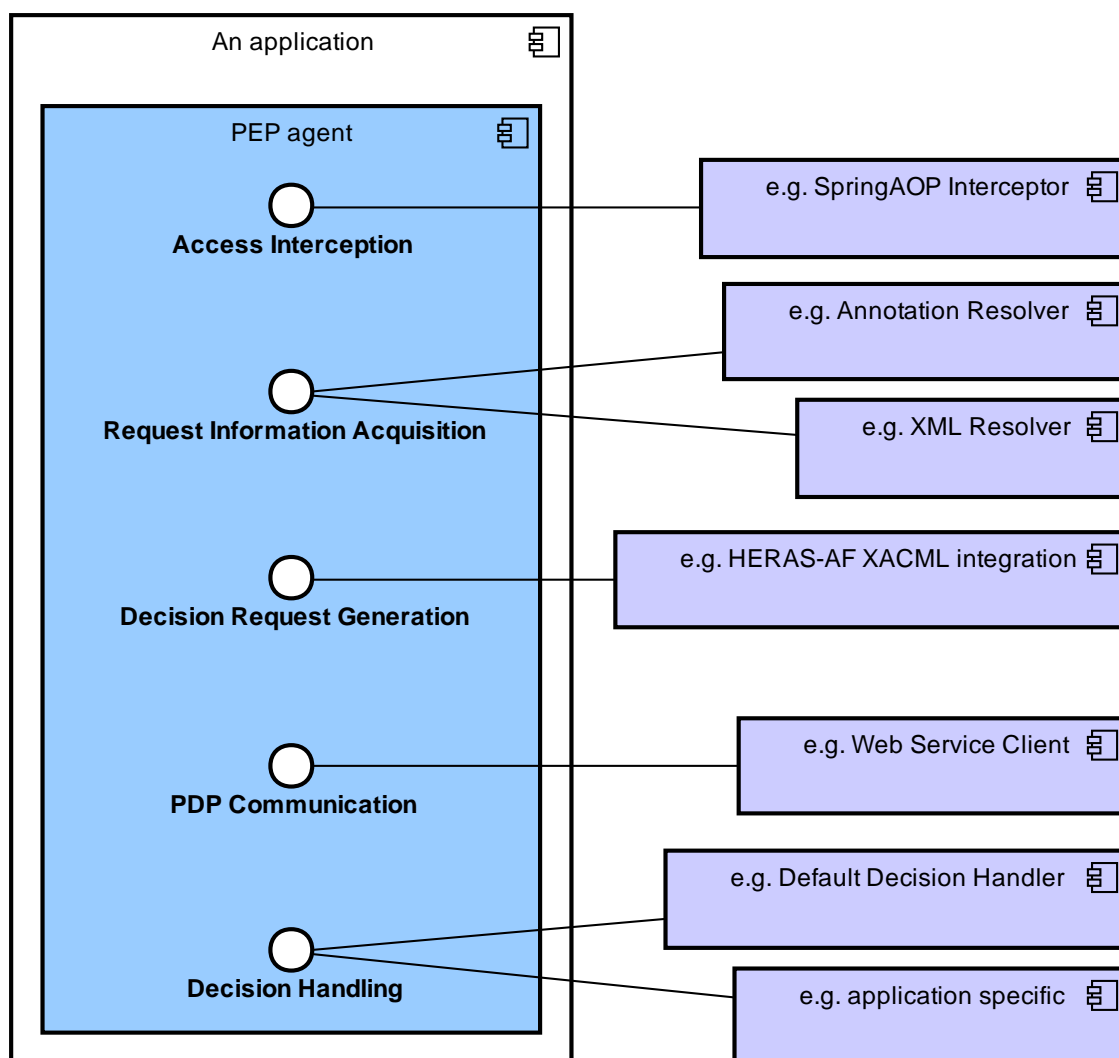 An application
PEP agent
e.g. SpringAOP Interceptor
Access Interception
e.g. Annotation Resolver
e.g. XML Resolver
Request Information Acquisition
e.g. HERAS-AF XACML integration
Decision Request Generation
e.g. Web Service Client
PDP Communication
e.g. Default Decision Handler
Decision Handling
e.g. application specific